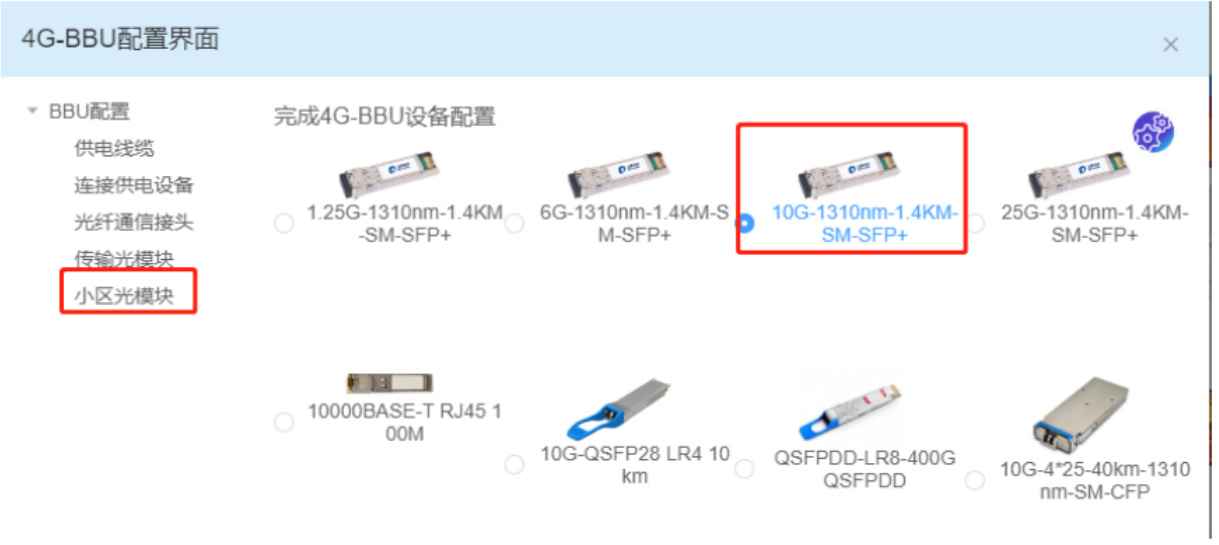 4G-BBU配置界面
BBU配置
供电线缆
连接供电设备
光纤通信接头
传输光模块
小区光模块
完成4G-BBU设备配置
1.25G-1310nm-1.4KM
-SM-SFP+
6G-1310nm-1.4KM-S
M-SFP+
10G-1310nm-1.4KM-
SM-SFP+
25G-1310nm-1.4KM-
SM-SFP+
10000BASE-T RJ45 1
00M
10G-QSFP28 LR4 10
km
QSFPDD-LR8-400G
QSFPDD
10G-4*25-40km-1310
nm-SM-CFP